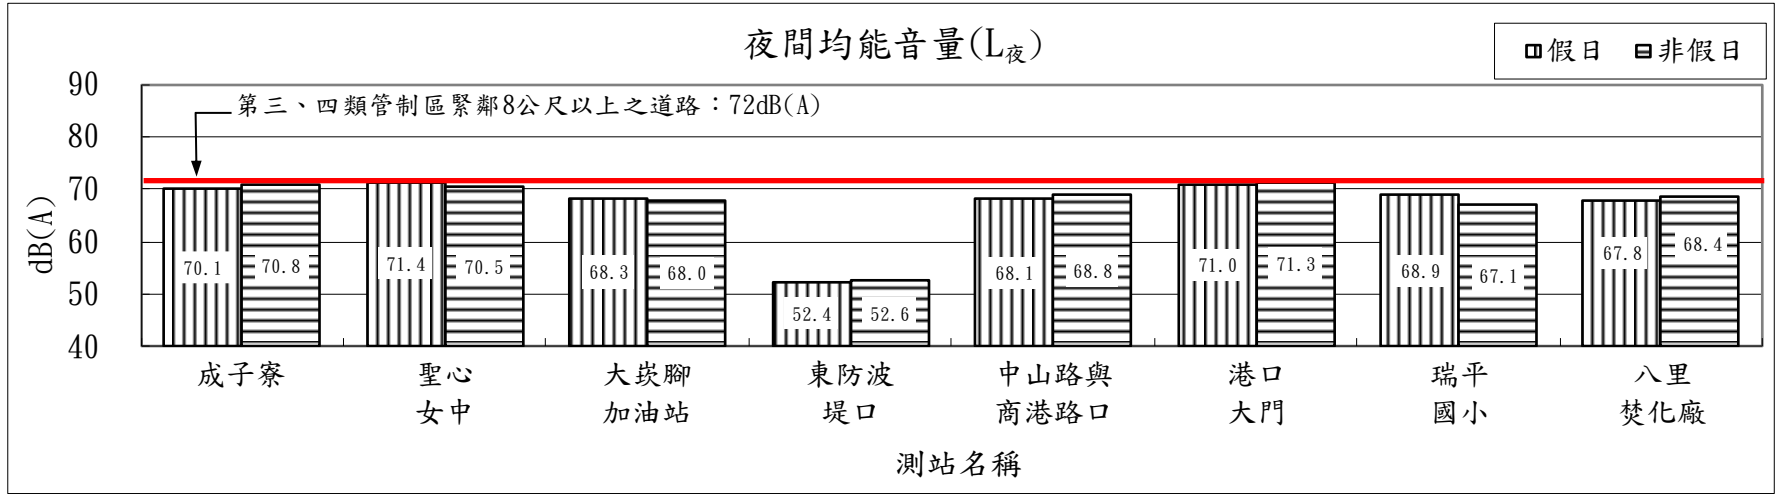 夜間均能音量(L夜)
假日 非假日
第三、四類管制區緊鄰8公尺以上之道路：72dB(A)
90
80
70
60
50
40
dB(A)
70.1 70.8 71.4 70.5 68.3 68.0 52.4 52.6 68.1 68.8 71.0 71.3 68.9 67.1 67.8 68.4
成子寮 聖心 大崁腳 東防波 中山路與 港口 瑞平 八里
女中 加油站 堤口 商港路口 大門 國小 焚化廠
測站名稱